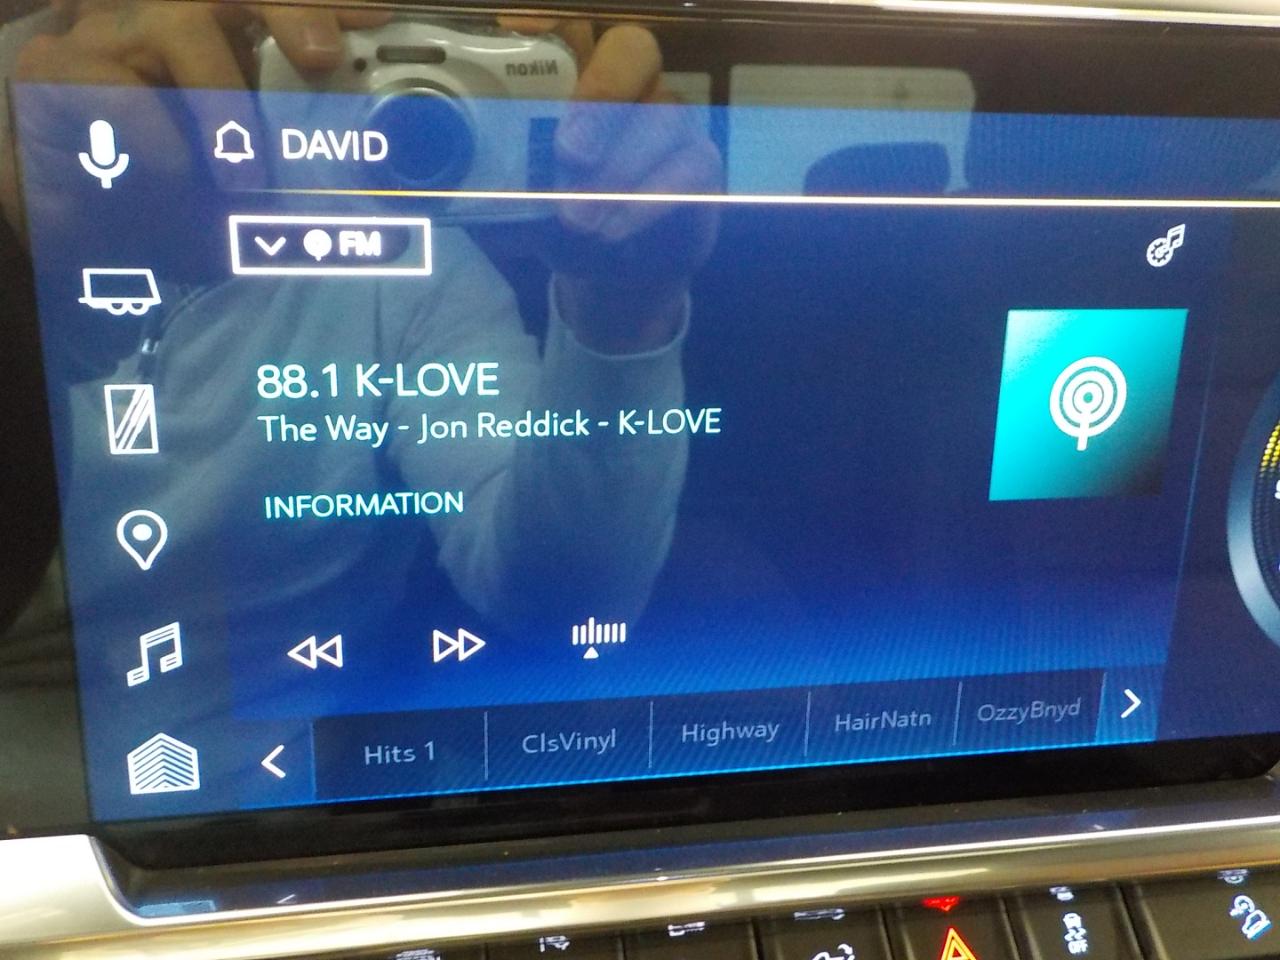 Nikon
DAVID
FM
88.1 K-LOVE
The Way - Jon Reddick - K-LOVE
INFORMATION
Hits 1
ClsVinyl
Highway
HairNatn
OzzyBnyd